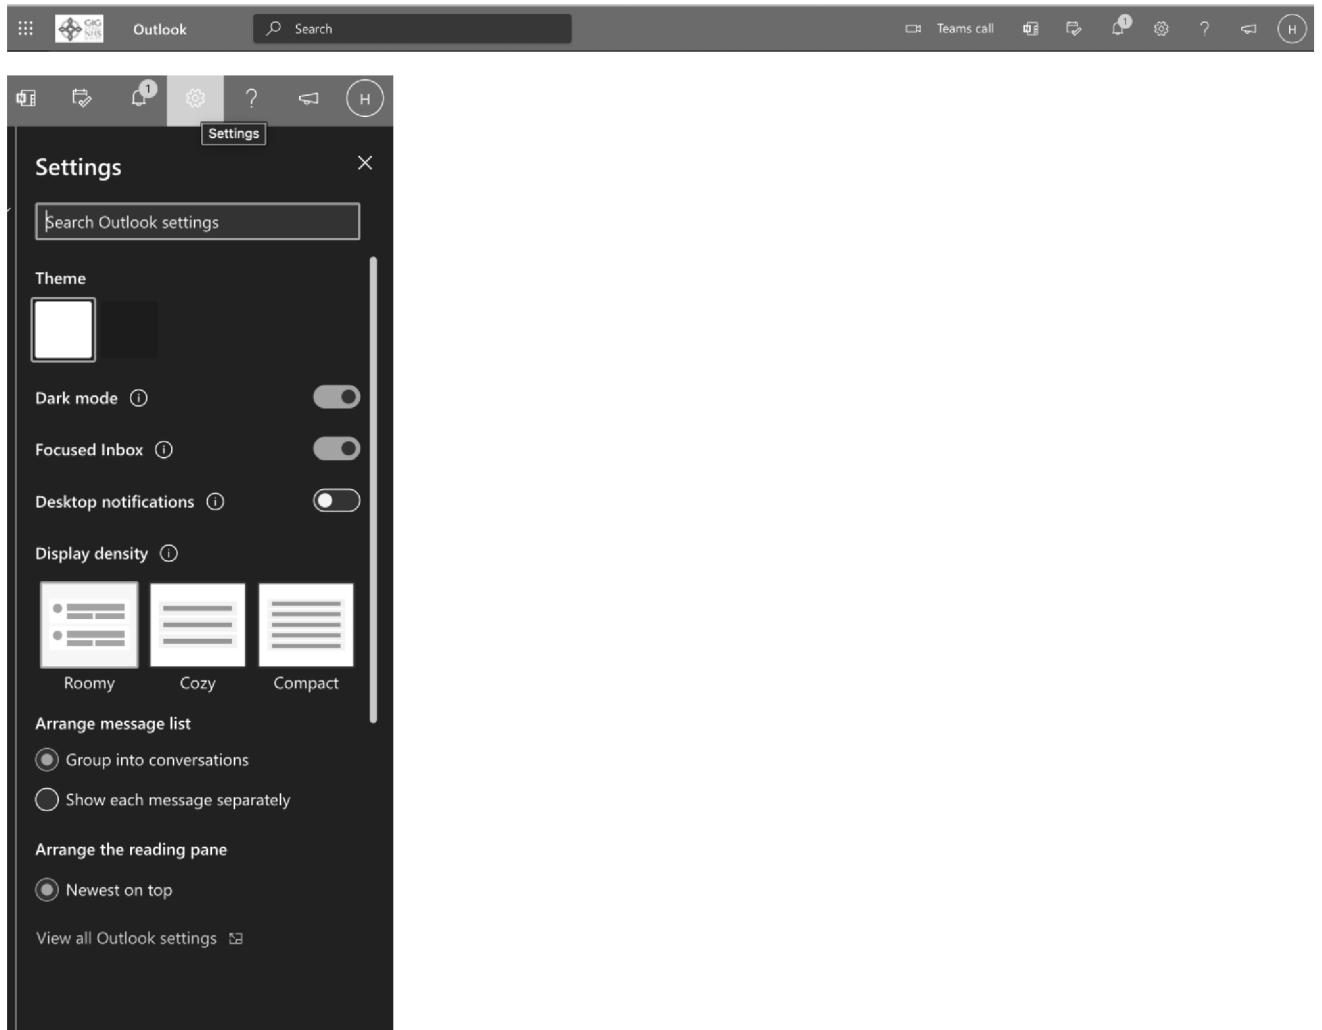 GIG
NHS
Outlook
Search
Teams call
1
?
H
1
?
H
Settings
Settings
Search Outlook settings
Theme
Dark mode
Focused Inbox
Desktop notifications
Display density
Roomy Cozy Compact
Arrange message list
Group into conversations
Show each message separately
Arrange the reading pane
Newest on top
View all Outlook settings